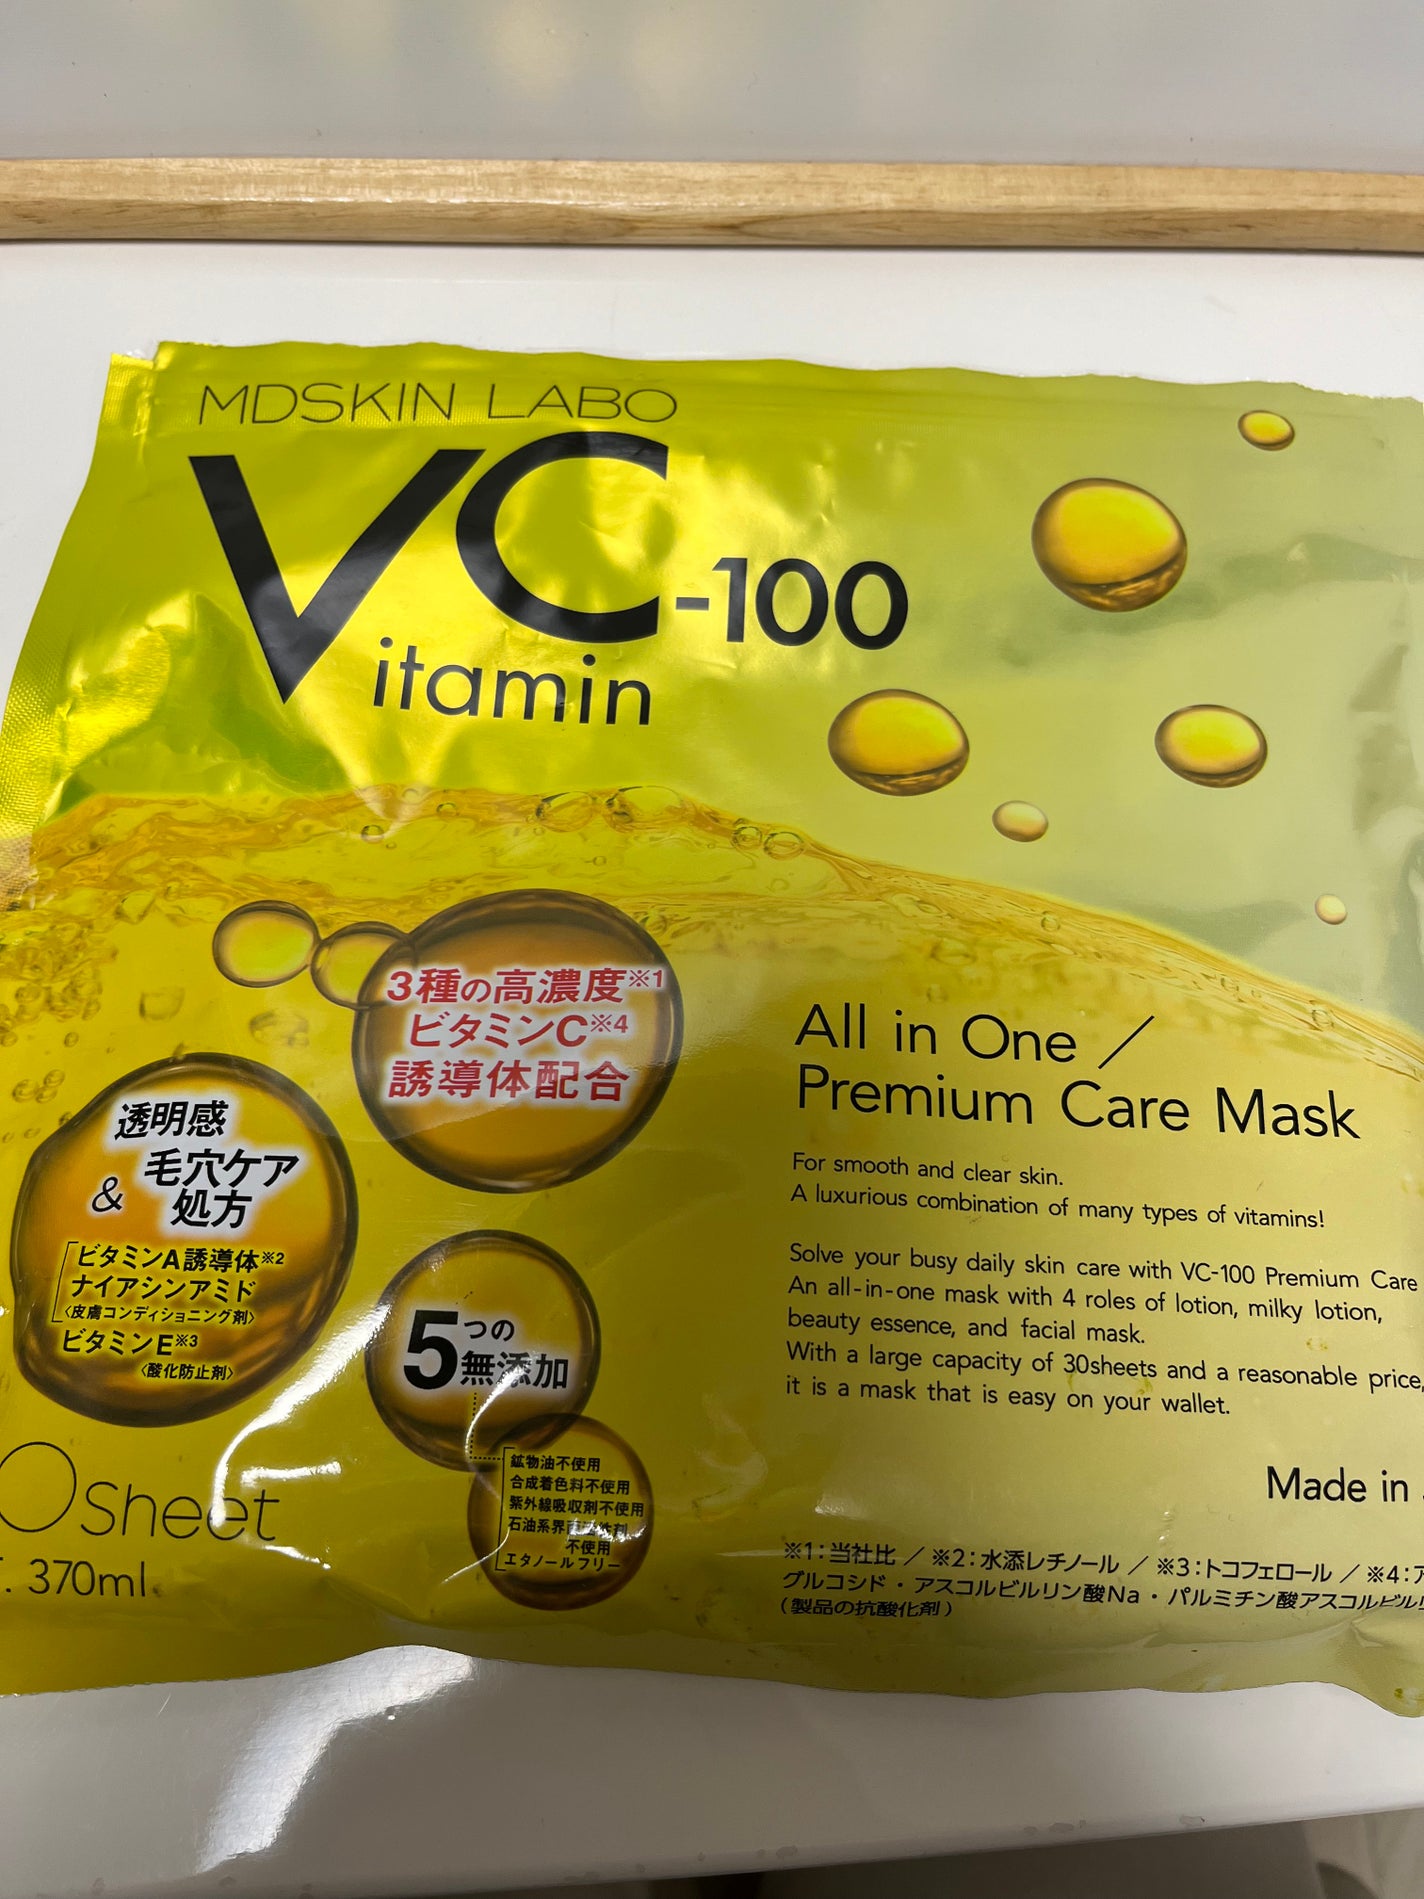 MDSKIN LABO
VC-100
Vitamin
3種の高濃度※1
ビタミンC※4
誘導体配合
透明感
&毛穴ケア
処方
ビタミンA誘導体※2
ナイアシンアミド
〈皮膚コンディショニング剤〉
ビタミンE※3
〈酸化防止剤〉
5つの
無添加
鉱物油不使用
合成着色料不使用
紫外線吸収剤不使用
石油系界面活性剤
不使用
エタノールフリー
All in One /
Premium Care Mask
For smooth and clear skin.
A luxurious combination of many types of vitamins!
Solve your busy daily skin care with VC-100 Premium Care
An all-in-one mask with 4 roles of lotion, milky lotion,
beauty essence, and facial mask.
With a large capacity of 30sheets and a reasonable price,
it is a mask that is easy on your wallet.
0sheet
. 370ml
Made in
※1:当社比 / ※2:水添レチノール / ※3:トコフェロール / ※4:ア
グルコシド・アスコルビルリン酸Na・パルミチン酸アスコルビルリ
(製品の抗酸化剤)